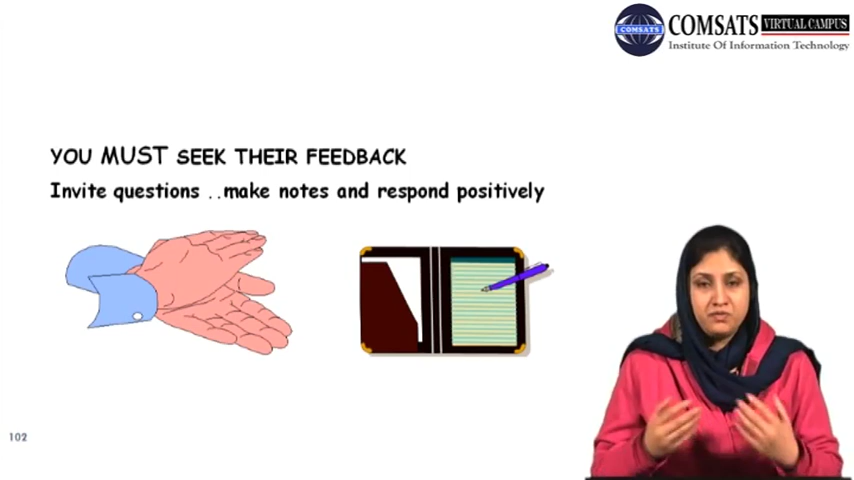 COMSATS
COMSATS VIRTUAL CAMPUS
Institute Of Information Technology
YOU MUST SEEK THEIR FEEDBACK
Invite questions ..make notes and respond positively
102